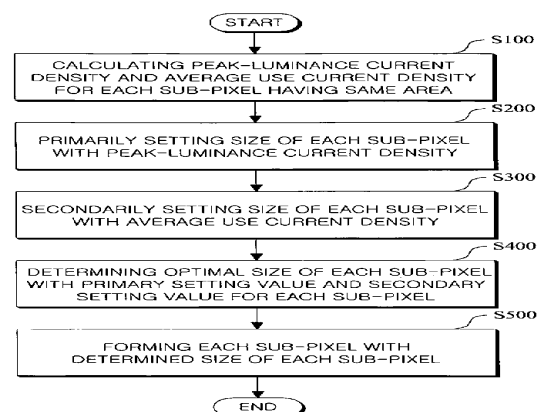 START
S100
CALCULATING PEAK-LUMINANCE CURRENT
DENSITY AND AVERAGE USE CURRENT DENSITY
FOR EACH SUB-PIXEL HAVING SAME AREA
S200
PRIMARILY SETTING SIZE OF EACH SUB-PIXEL
WITH PEAK-LUMINANCE CURRENT DENSITY
S300
SECONDARILY SETTING SIZE OF EACH SUB-PIXEL
WITH AVERAGE USE CURRENT DENSITY
S400
DETERMINING OPTIMAL SIZE OF EACH SUB-PIXEL
WITH PRIMARY SETTING VALUE AND SECONDARY
SETTING VALUE FOR EACH SUB-PIXEL
S500
FORMING EACH SUB-PIXEL WITH
DETERMINED SIZE OF EACH SUB-PIXEL
END